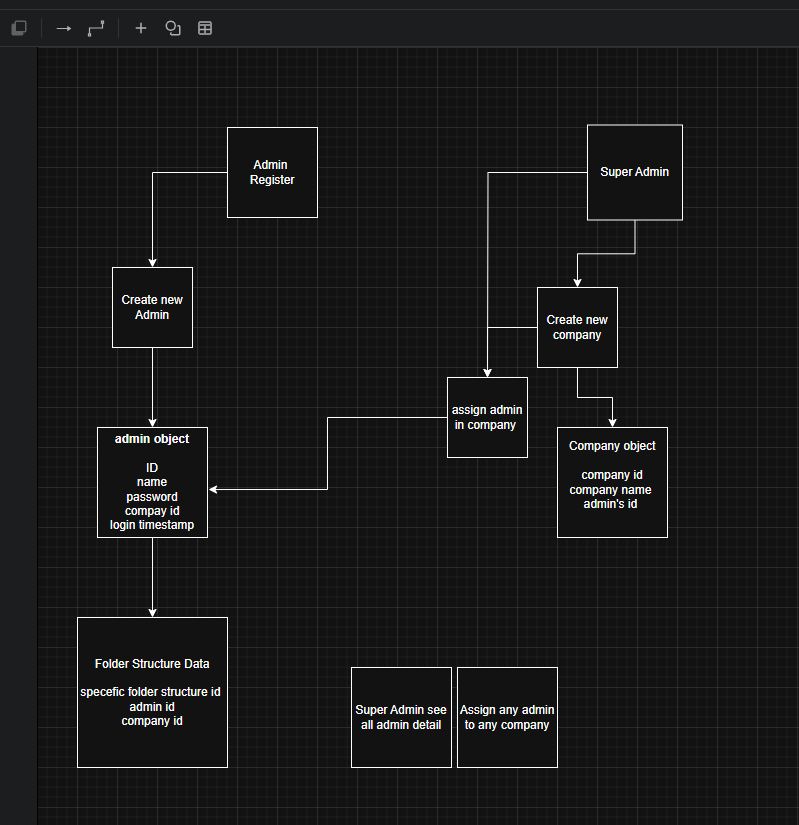 Admin
Register
Super Admin
Create new
Admin
Create new
company
assign admin
in company
admin object
ID
name
password
compay id
login timestamp
Company object
company id
company name
admin's id
Folder Structure Data
specefic folder structure id
admin id
company id
Super Admin see
all admin detail
Assign any admin
to any company